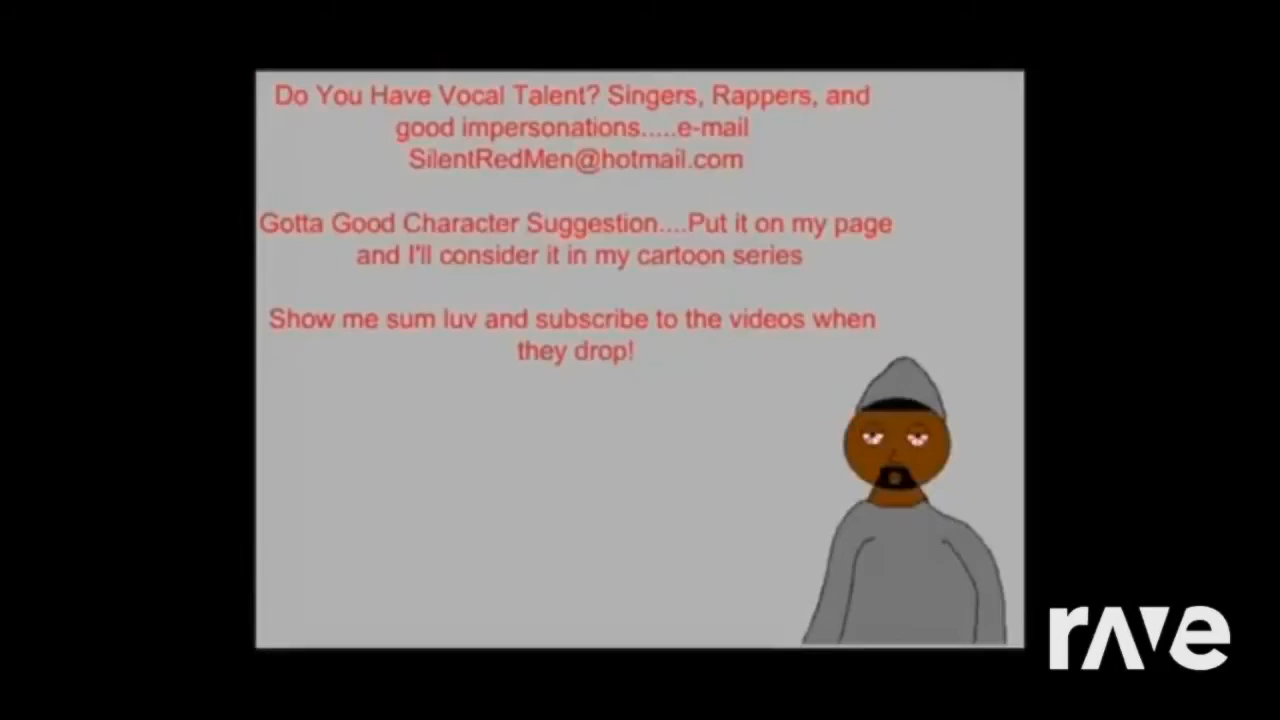 Do You Have Vocal Talent? Singers, Rappers, and
good impersonations.....e-mail
SilentRedMen@hotmail.com
Gotta Good Character Suggestion....Put it on my page
and I'll consider it in my cartoon series
Show me sum luv and subscribe to the videos when
they drop!
rave